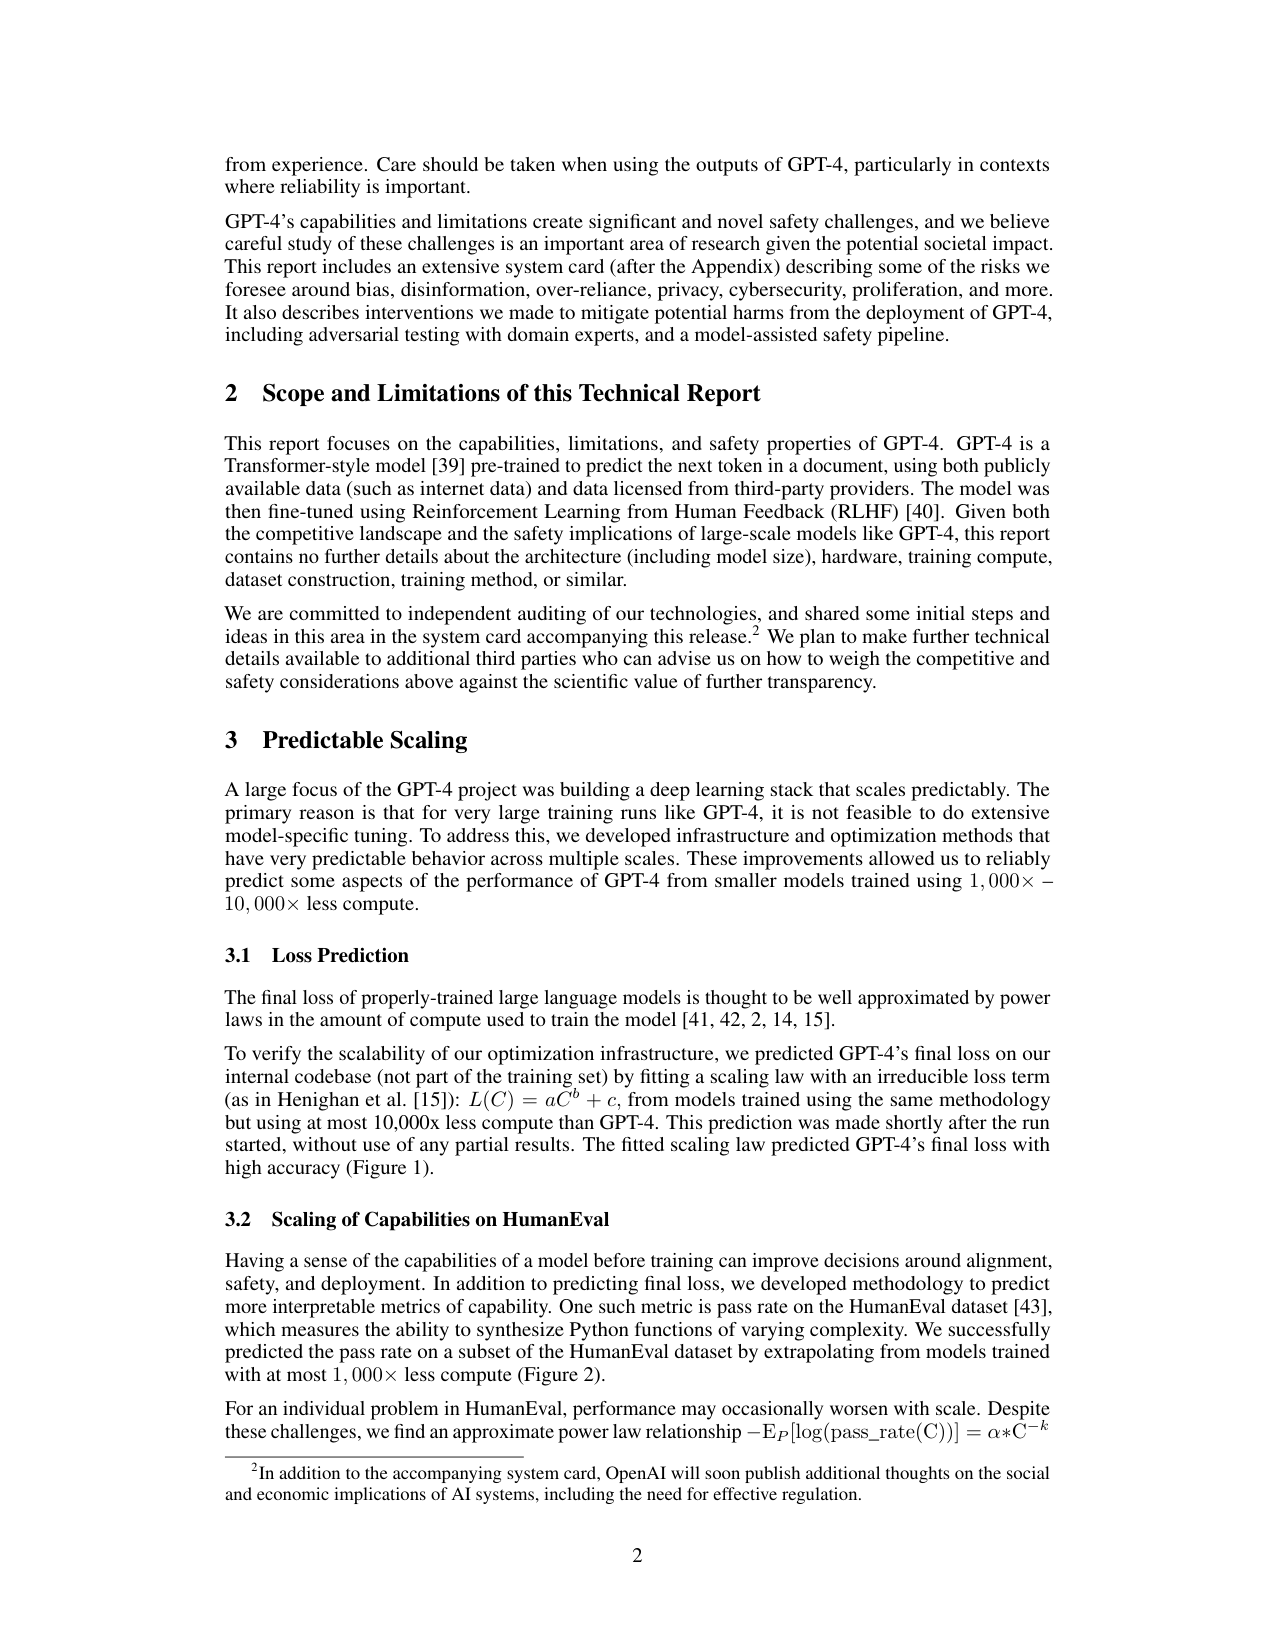 from experience. Care should be taken when using the outputs of GPT-4, particularly in contexts
where reliability is important.
GPT-4's capabilities and limitations create significant and novel safety challenges, and we believe
careful study of these challenges is an important area of research given the potential societal impact.
This report includes an extensive system card (after the Appendix) describing some of the risks we
foresee around bias, disinformation, over-reliance, privacy, cybersecurity, proliferation, and more.
It also describes interventions we made to mitigate potential harms from the deployment of GPT-4,
including adversarial testing with domain experts, and a model-assisted safety pipeline.
2 Scope and Limitations of this Technical Report
This report focuses on the capabilities, limitations, and safety properties of GPT-4. GPT-4 is a
Transformer-style model [39] pre-trained to predict the next token in a document, using both publicly
available data (such as internet data) and data licensed from third-party providers. The model was
then fine-tuned using Reinforcement Learning from Human Feedback (RLHF) [40]. Given both
the competitive landscape and the safety implications of large-scale models like GPT-4, this report
contains no further details about the architecture (including model size), hardware, training compute,
dataset construction, training method, or similar.
We are committed to independent auditing of our technologies, and shared some initial steps and
ideas in this area in the system card accompanying this release.² We plan to make further technical
details available to additional third parties who can advise us on how to weigh the competitive and
safety considerations above against the scientific value of further transparency.
3 Predictable Scaling
A large focus of the GPT-4 project was building a deep learning stack that scales predictably. The
primary reason is that for very large training runs like GPT-4, it is not feasible to do extensive
model-specific tuning. To address this, we developed infrastructure and optimization methods that
have very predictable behavior across multiple scales. These improvements allowed us to reliably
predict some aspects of the performance of GPT-4 from smaller models trained using 1,000× –
10,000× less compute.
3.1 Loss Prediction
The final loss of properly-trained large language models is thought to be well approximated by power
laws in the amount of compute used to train the model [41, 42, 2, 14, 15].
To verify the scalability of our optimization infrastructure, we predicted GPT-4's final loss on our
internal codebase (not part of the training set) by fitting a scaling law with an irreducible loss term
(as in Henighan et al. [15]): L(C) = aC^b + c, from models trained using the same methodology
but using at most 10,000x less compute than GPT-4. This prediction was made shortly after the run
started, without use of any partial results. The fitted scaling law predicted GPT-4's final loss with
high accuracy (Figure 1).
3.2 Scaling of Capabilities on HumanEval
Having a sense of the capabilities of a model before training can improve decisions around alignment,
safety, and deployment. In addition to predicting final loss, we developed methodology to predict
more interpretable metrics of capability. One such metric is pass rate on the HumanEval dataset [43],
which measures the ability to synthesize Python functions of varying complexity. We successfully
predicted the pass rate on a subset of the HumanEval dataset by extrapolating from models trained
with at most 1,000× less compute (Figure 2).
For an individual problem in HumanEval, performance may occasionally worsen with scale. Despite
these challenges, we find an approximate power law relationship −E_P[log(pass_rate(C))] = α∗C^−k
²In addition to the accompanying system card, OpenAI will soon publish additional thoughts on the social
and economic implications of AI systems, including the need for effective regulation.
2